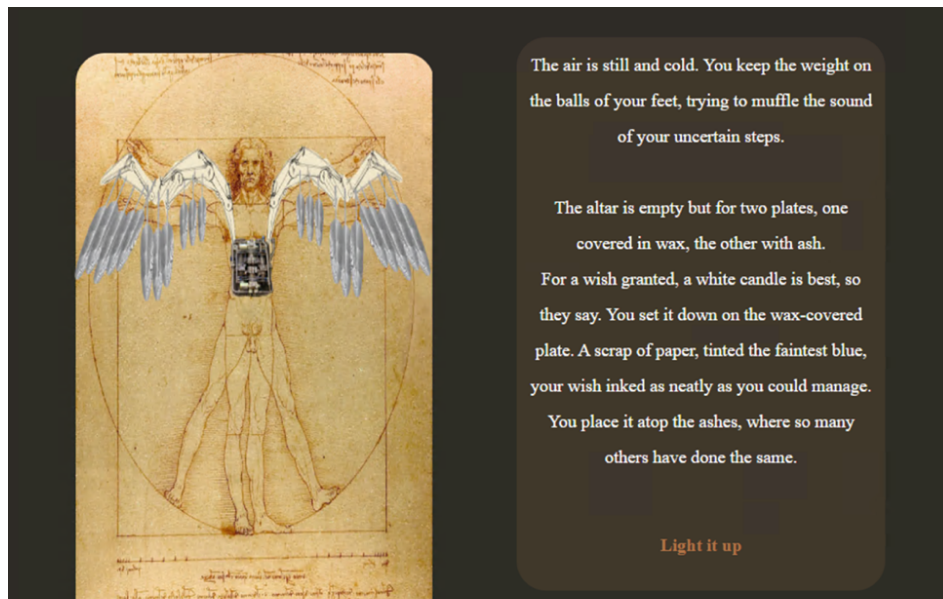 The air is still and cold. You keep the weight on
the balls of your feet, trying to muffle the sound
of your uncertain steps.
The altar is empty but for two plates, one
covered in wax, the other with ash.
For a wish granted, a white candle is best, so
they say. You set it down on the wax-covered
plate. A scrap of paper, tinted the faintest blue,
your wish inked as neatly as you could manage.
You place it atop the ashes, where so many
others have done the same.
Light it up